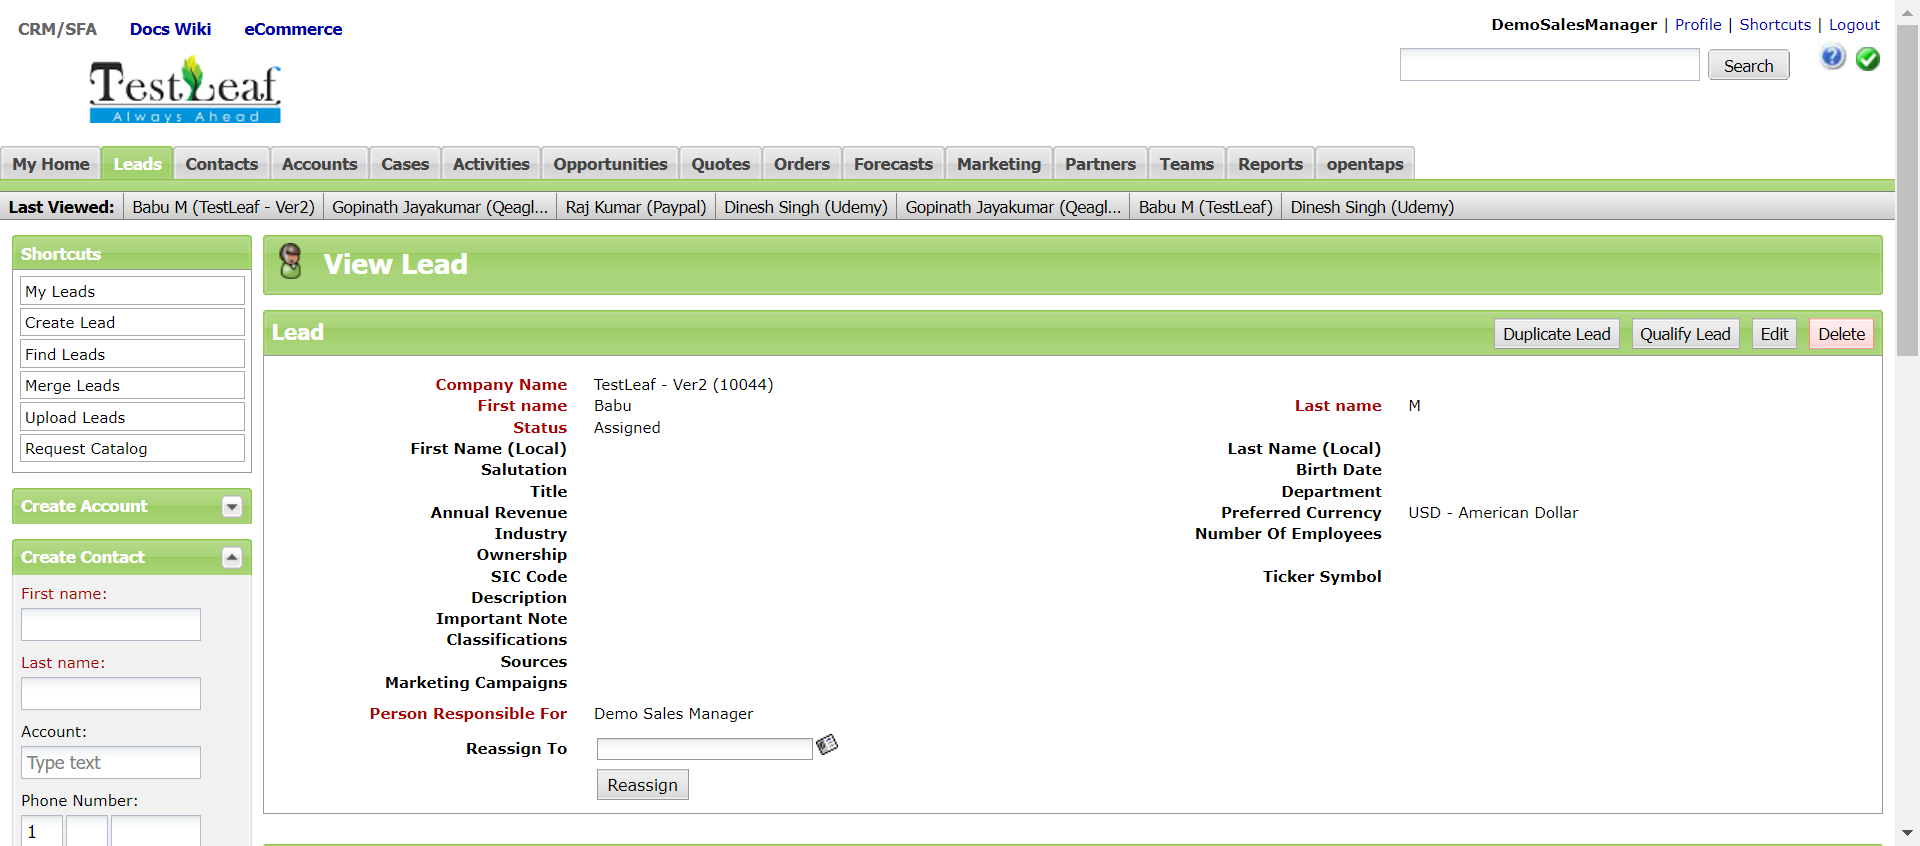 CRM/SFA Docs Wiki eCommerce
DemoSalesManager | Profile | Shortcuts | Logout
Search
TestLeaf
Always Ahead
My Home Leads Contacts Accounts Cases Activities Opportunities Quotes Orders Forecasts Marketing Partners Teams Reports opentaps
Last Viewed: Babu M (TestLeaf - Ver2) Gopinath Jayakumar (Qeagl... Raj Kumar (Paypal) Dinesh Singh (Udemy) Gopinath Jayakumar (Qeagl... Babu M (TestLeaf) Dinesh Singh (Udemy)
Shortcuts
My Leads
Create Lead
Find Leads
Merge Leads
Upload Leads
Request Catalog
Create Account
Create Contact
First name:
Last name:
Account:
Type text
Phone Number:
1
View Lead
Lead
Duplicate Lead Qualify Lead Edit Delete
Company Name TestLeaf - Ver2 (10044)
First name Babu Last name M
Status Assigned
First Name (Local) Last Name (Local)
Salutation Birth Date
Title Department
Annual Revenue Preferred Currency USD - American Dollar
Industry Number Of Employees
Ownership
SIC Code Ticker Symbol
Description
Important Note
Classifications
Sources
Marketing Campaigns
Person Responsible For Demo Sales Manager
Reassign To
Reassign